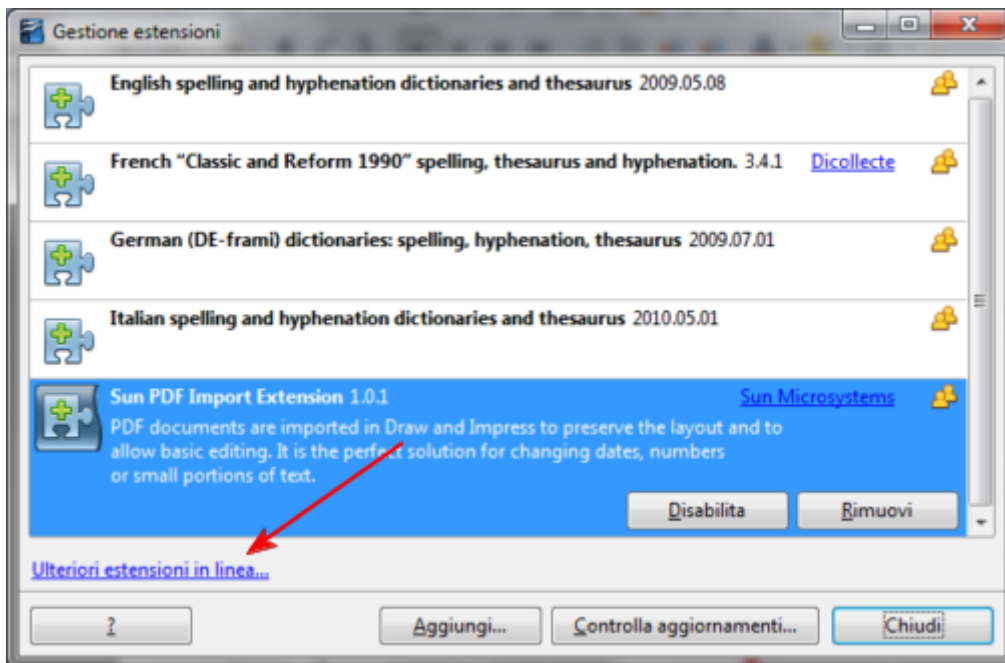 Gestione estensioni
English spelling and hyphenation dictionaries and thesaurus 2009.05.08
French “Classic and Reform 1990” spelling, thesaurus and hyphenation. 3.4.1 Dicollecte
German (DE-frami) dictionaries: spelling, hyphenation, thesaurus 2009.07.01
Italian spelling and hyphenation dictionaries and thesaurus 2010.05.01
Sun PDF Import Extension 1.0.1 Sun Microsystems
PDF documents are imported in Draw and Impress to preserve the layout and to
allow basic editing. It is the perfect solution for changing dates, numbers
or small portions of text.
Disabilita Rimuovi
Ulteriori estensioni in linea...
? Aggiungi... Controlla aggiornamenti... Chiudi